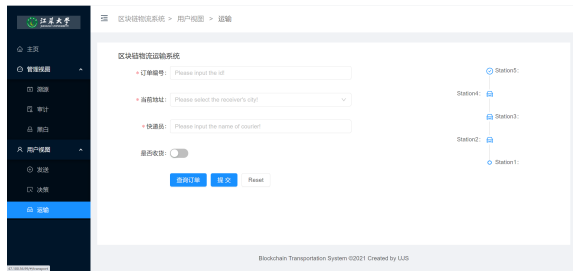 江苏大学
区块链物流系统 > 用户视图 > 运输
主页
管理视图
溯源
审计
黑白
用户视图
发送
决策
运输
区块链物流运输系统
* 订单编号: Please input the id!
* 当前地址: Please select the receiver's city!
* 快递员: Please input the name of courier!
是否收货:
查询订单 提交 Reset
Station5:
Station4:
Station3:
Station2:
Station1:
Blockchain Transportation System ©2021 Created by UJS